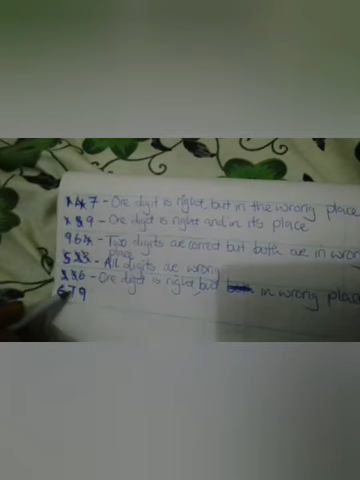 147 - One digit is right, but in the wrong place
189 - One digit is right and in its place
964 - Two digits are correct but both are in wrong
place
523 - All digits are wrong
286 - One digit is right, but in wrong place
679